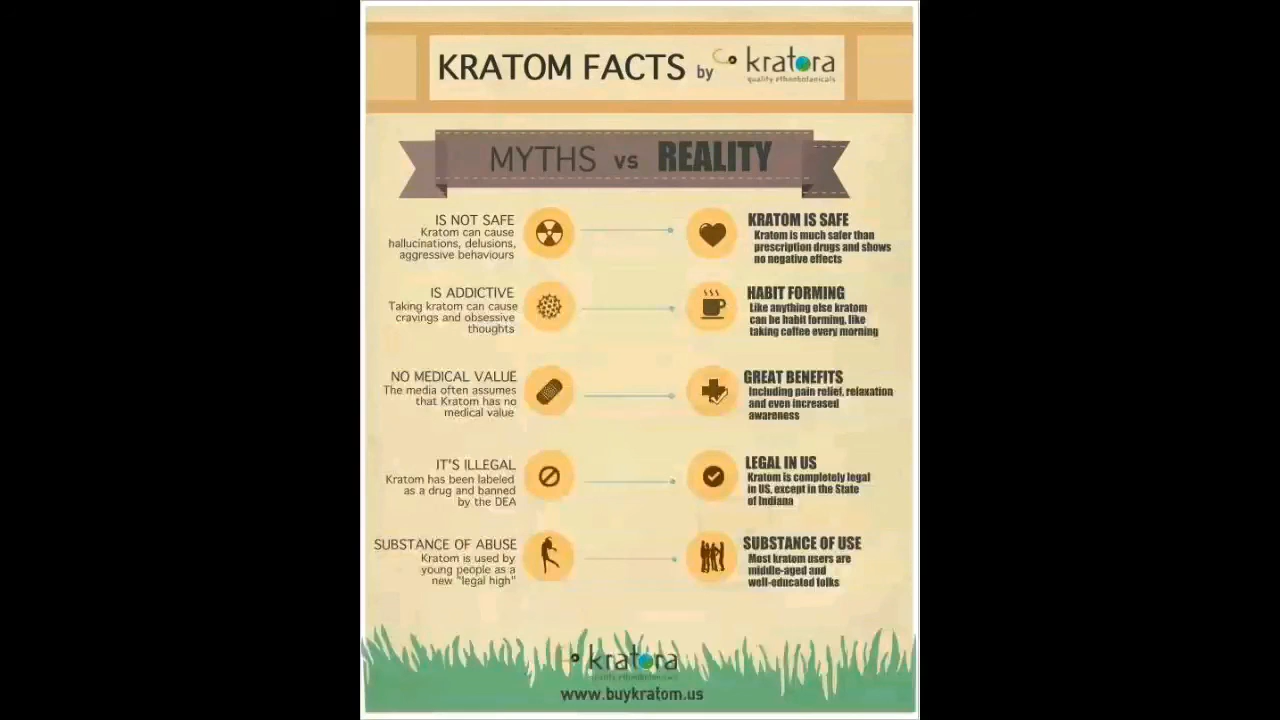 KRATOM FACTS by kratora
quality ethnobotanicals
MYTHS vs REALITY
IS NOT SAFE
Kratom can cause
hallucinations, delusions,
aggressive behaviours
KRATOM IS SAFE
Kratom is much safer than
prescription drugs and shows
no negative effects
IS ADDICTIVE
Taking kratom can cause
cravings and obsessive
thoughts
HABIT FORMING
Like anything else kratom
can be habit forming, like
taking coffee every morning
NO MEDICAL VALUE
The media often assumes
that Kratom has no
medical value
GREAT BENEFITS
Including pain relief, relaxation
and even increased
awareness
IT'S ILLEGAL
Kratom has been labeled
as a drug and banned
by the DEA
LEGAL IN US
Kratom is completely legal
in US, except in the State
of Indiana
SUBSTANCE OF ABUSE
Kratom is used by
young people as a
new "legal high"
SUBSTANCE OF USE
Most kratom users are
middle-aged and
well-educated folks
kratora
quality ethnobotanicals
www.buykratom.us